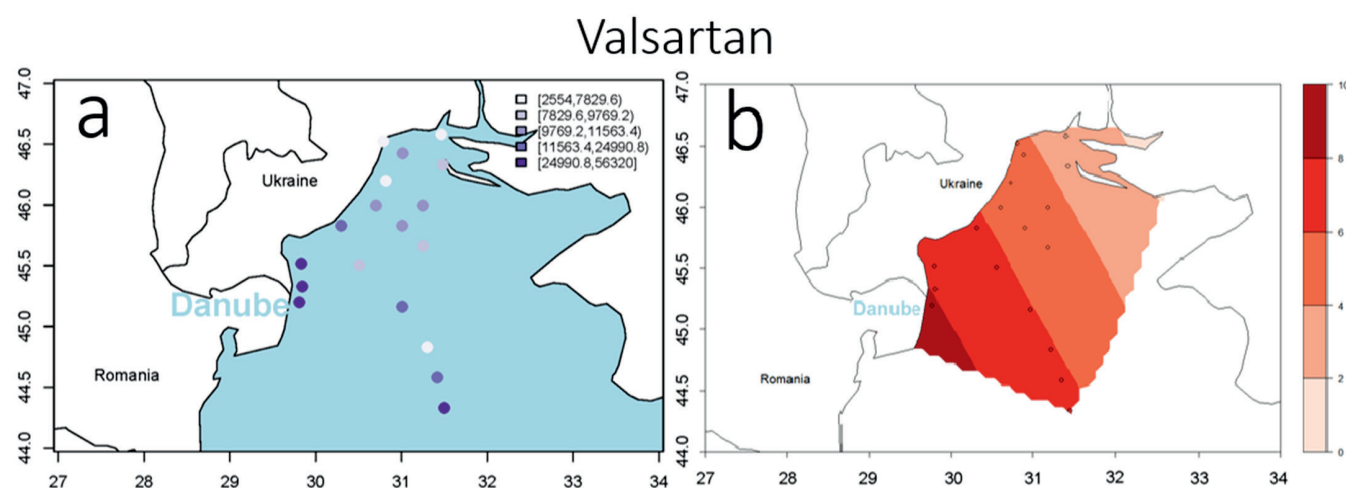 Valsartan
a
[2554,7829.6)
[7829.6,9769.2)
[9769.2,11563.4)
[11563.4,24990.8)
[24990.8,56320]
Ukraine
Danube
Romania
47.0
46.5
46.0
45.5
45.0
44.5
44.0
27 28 29 30 31 32 33 34
b
Ukraine
Danube
Romania
47.0
46.5
46.0
45.5
45.0
44.5
44.0
27 28 29 30 31 32 33 34
10
8
6
4
2
0